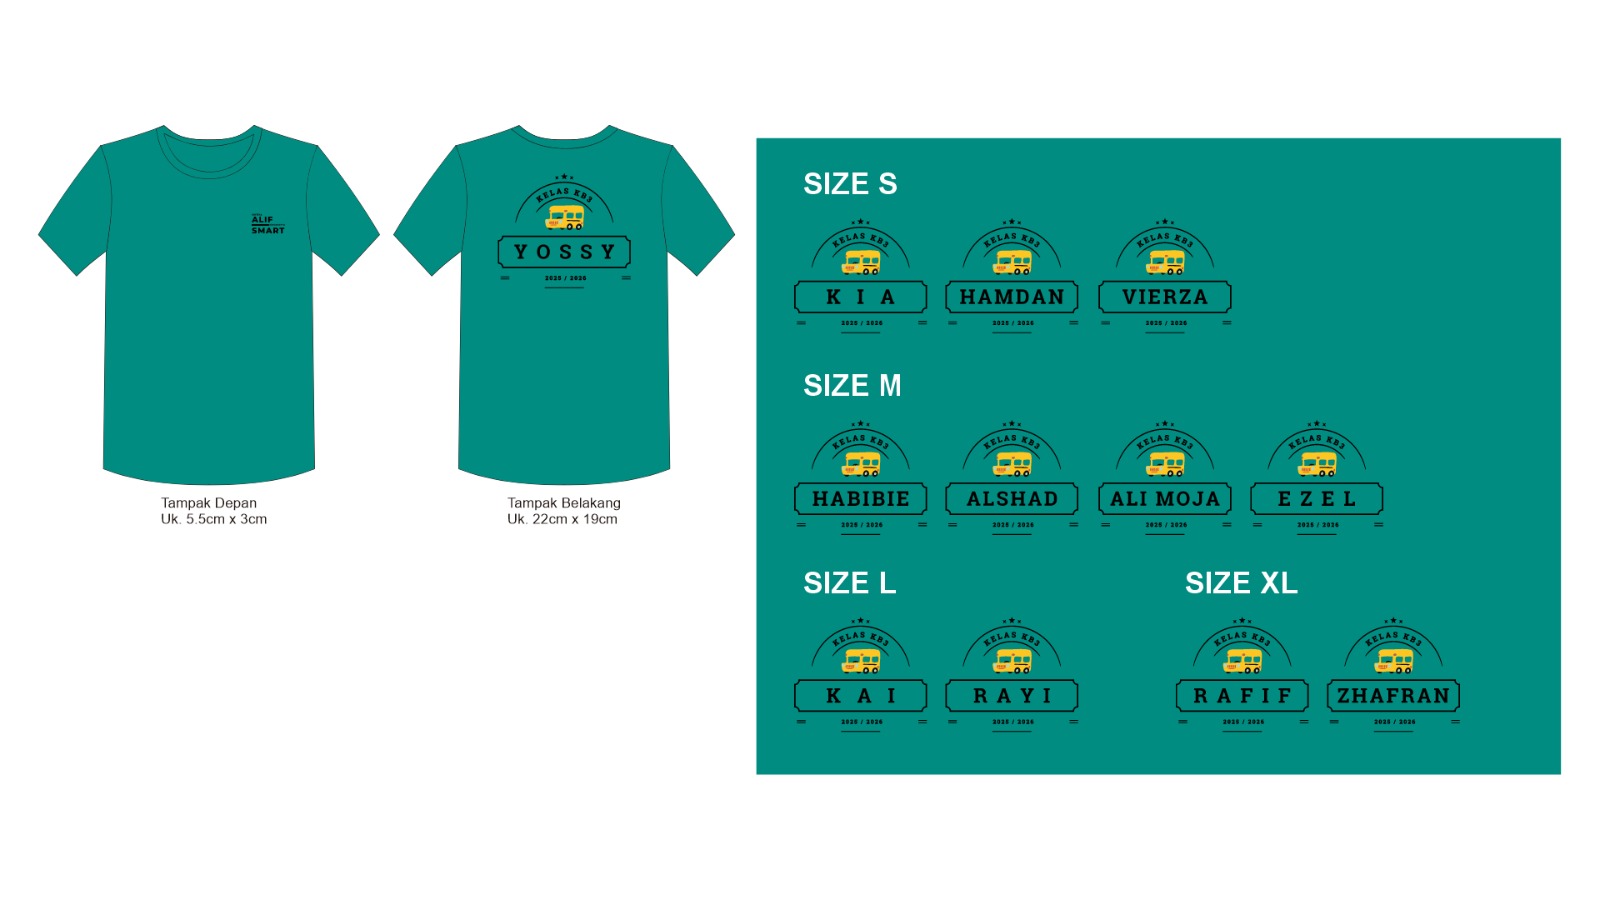 ALIF
SMART
Tampak Depan
Uk. 5.5cm x 3cm
KELAS KB3
YOSSY
2025 / 2026
Tampak Belakang
Uk. 22cm x 19cm
SIZE S
KELAS KB3
KIA
2025 / 2026
KELAS KB3
HAMDAN
2025 / 2026
KELAS KB3
VIERZA
2025 / 2026
SIZE M
KELAS KB3
HABIBIE
2025 / 2026
KELAS KB3
ALSHAD
2025 / 2026
KELAS KB3
ALI MOJA
2025 / 2026
KELAS KB3
EZEL
2025 / 2026
SIZE L
KELAS KB3
KAI
2025 / 2026
KELAS KB3
RAYI
2025 / 2026
SIZE XL
KELAS KB3
RAFIF
2025 / 2026
KELAS KB3
ZHAFRAN
2025 / 2026